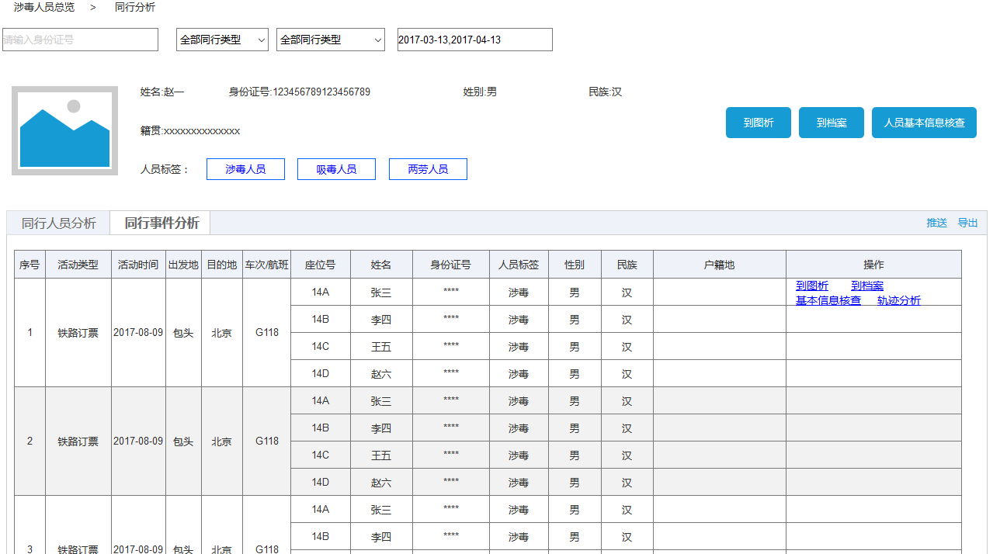 涉毒人员总览 > 同行分析
请输入身份证号 全部同行类型 全部同行类型 2017-03-13,2017-04-13
姓名:赵一 身份证号:123456789123456789 姓别:男 民族:汉
到图析 到档案 人员基本信息核查
籍贯:xxxxxxxxxxxxxx
人员标签： 涉毒人员 吸毒人员 两劳人员
同行人员分析 同行事件分析 推送 导出
序号 活动类型 活动时间 出发地 目的地 车次/航班 座位号 姓名 身份证号 人员标签 性别 民族 户籍地 操作
14A 张三 **** 涉毒 男 汉 到图析 到档案
基本信息核查 轨迹分析
14B 李四 **** 涉毒 男 汉
1 铁路订票 2017-08-09 包头 北京 G118
14C 王五 **** 涉毒 男 汉
14D 赵六 **** 涉毒 男 汉
14A 张三 **** 涉毒 男 汉
14B 李四 **** 涉毒 男 汉
2 铁路订票 2017-08-09 包头 北京 G118
14C 王五 **** 涉毒 男 汉
14D 赵六 **** 涉毒 男 汉
14A 张三 **** 涉毒 男 汉
14B 李四 **** 涉毒 男 汉
3 铁路订票 2017-08-09 包头 北京 G118